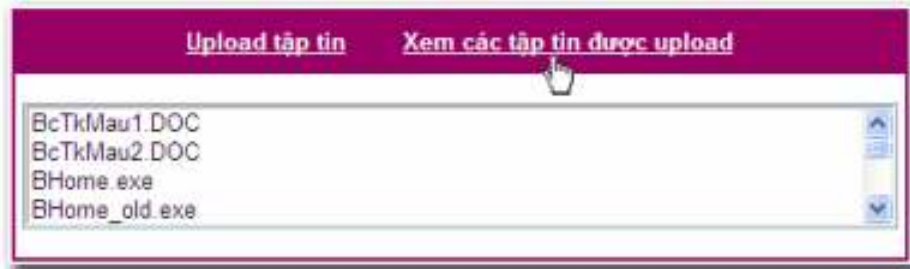 Upload tập tin Xem các tập tin được upload
BcTkMau1.DOC
BcTkMau2.DOC
BHome.exe
BHome_old.exe